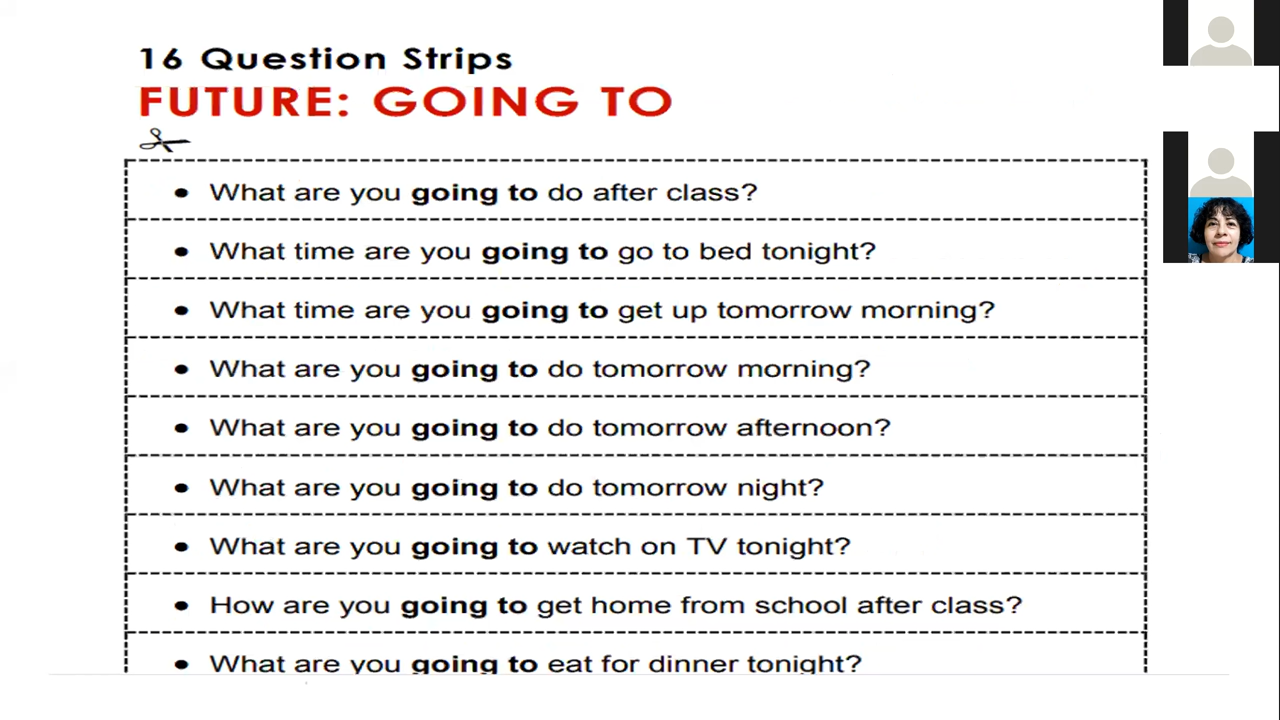 16 Question Strips
FUTURE: GOING TO
• What are you going to do after class?
• What time are you going to go to bed tonight?
• What time are you going to get up tomorrow morning?
• What are you going to do tomorrow morning?
• What are you going to do tomorrow afternoon?
• What are you going to do tomorrow night?
• What are you going to watch on TV tonight?
• How are you going to get home from school after class?
• What are you going to eat for dinner tonight?